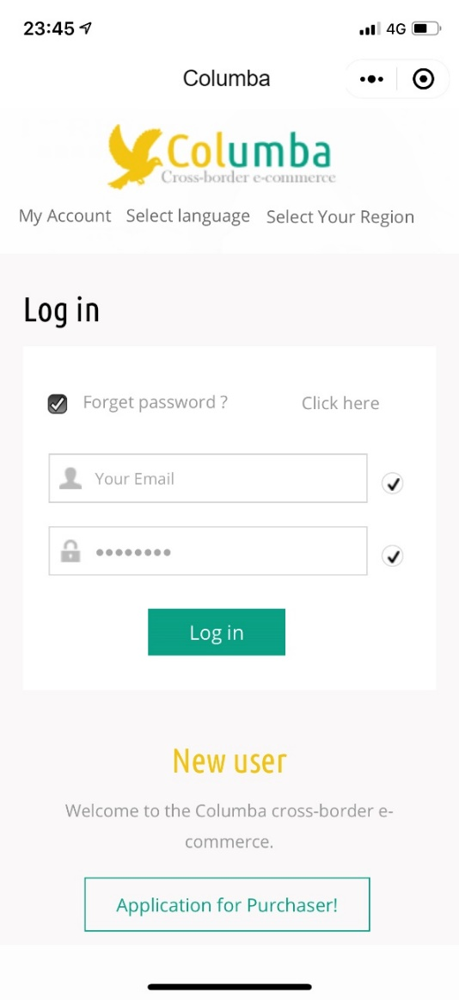 23:45
4G
Columba
Columba
Cross-border e-commerce
My Account Select language Select Your Region
Log in
Forget password ? Click here
Your Email
••••••••
Log in
New user
Welcome to the Columba cross-border e-
commerce.
Application for Purchaser!